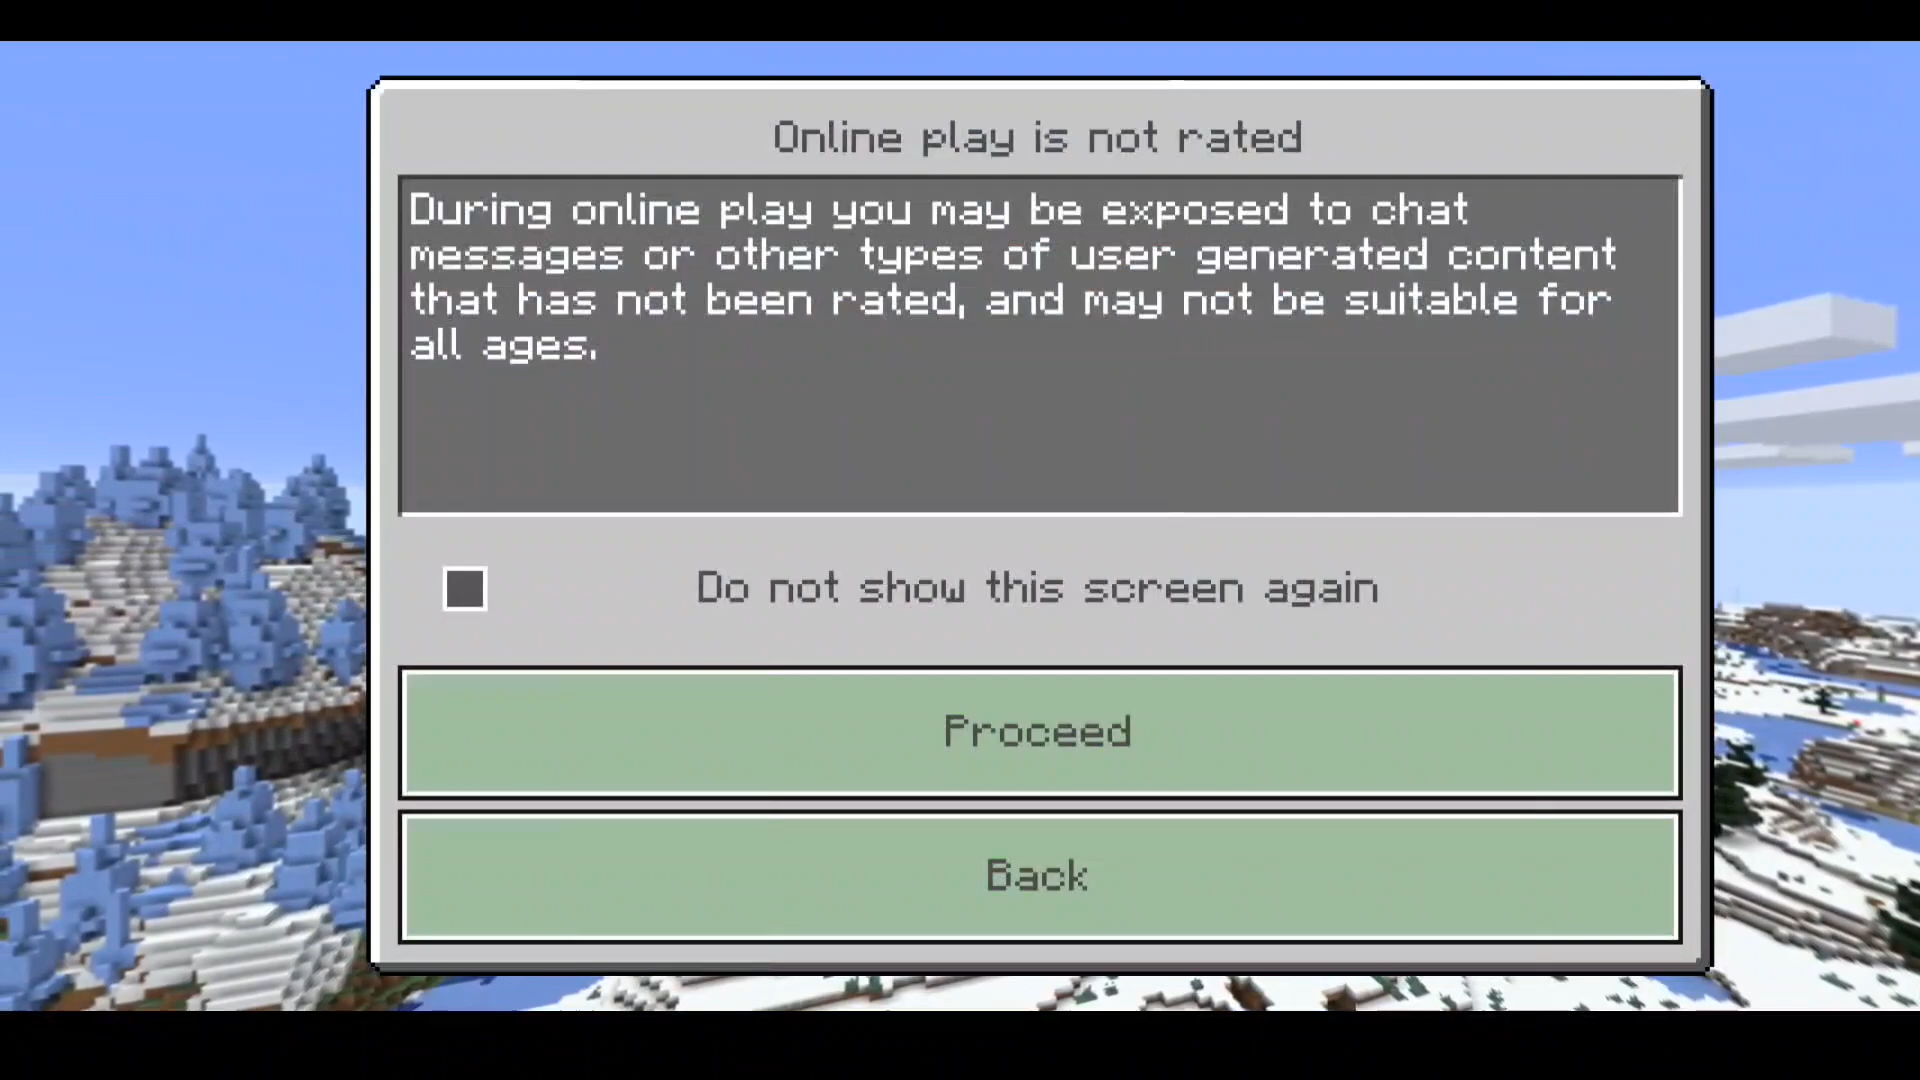 Online play is not rated
During online play you may be exposed to chat
messages or other types of user generated content
that has not been rated, and may not be suitable for
all ages.
Do not show this screen again
Proceed
Back